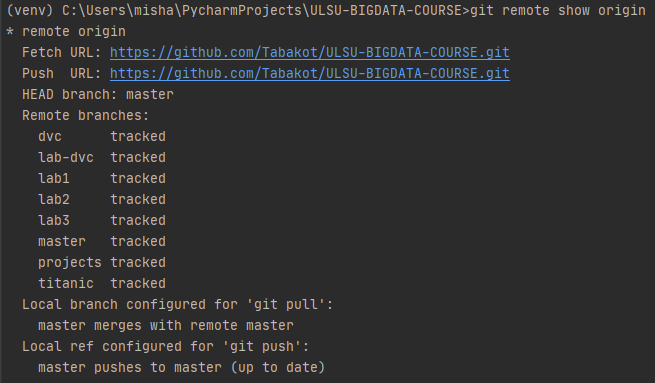 (venv) C:\Users\misha\PycharmProjects\ULSU-BIGDATA-COURSE>git remote show origin
* remote origin
  Fetch URL: https://github.com/Tabakot/ULSU-BIGDATA-COURSE.git
  Push  URL: https://github.com/Tabakot/ULSU-BIGDATA-COURSE.git
  HEAD branch: master
  Remote branches:
    dvc      tracked
    lab-dvc  tracked
    lab1     tracked
    lab2     tracked
    lab3     tracked
    master   tracked
    projects tracked
    titanic  tracked
  Local branch configured for 'git pull':
    master merges with remote master
  Local ref configured for 'git push':
    master pushes to master (up to date)